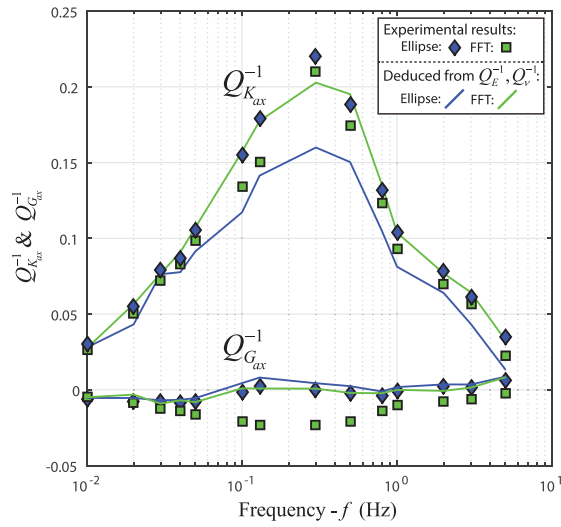 Experimental results:
Ellipse: FFT:
Deduced from Q_E^{-1}, Q_ν^{-1}:
Ellipse: FFT:
Q_{K_{ax}}^{-1}
Q_{G_{ax}}^{-1}
Q_{K_{ax}}^{-1} & Q_{G_{ax}}^{-1}
0.25
0.2
0.15
0.1
0.05
0
-0.05
10^{-2} 10^{-1} 10^0 10^1
Frequency - f (Hz)